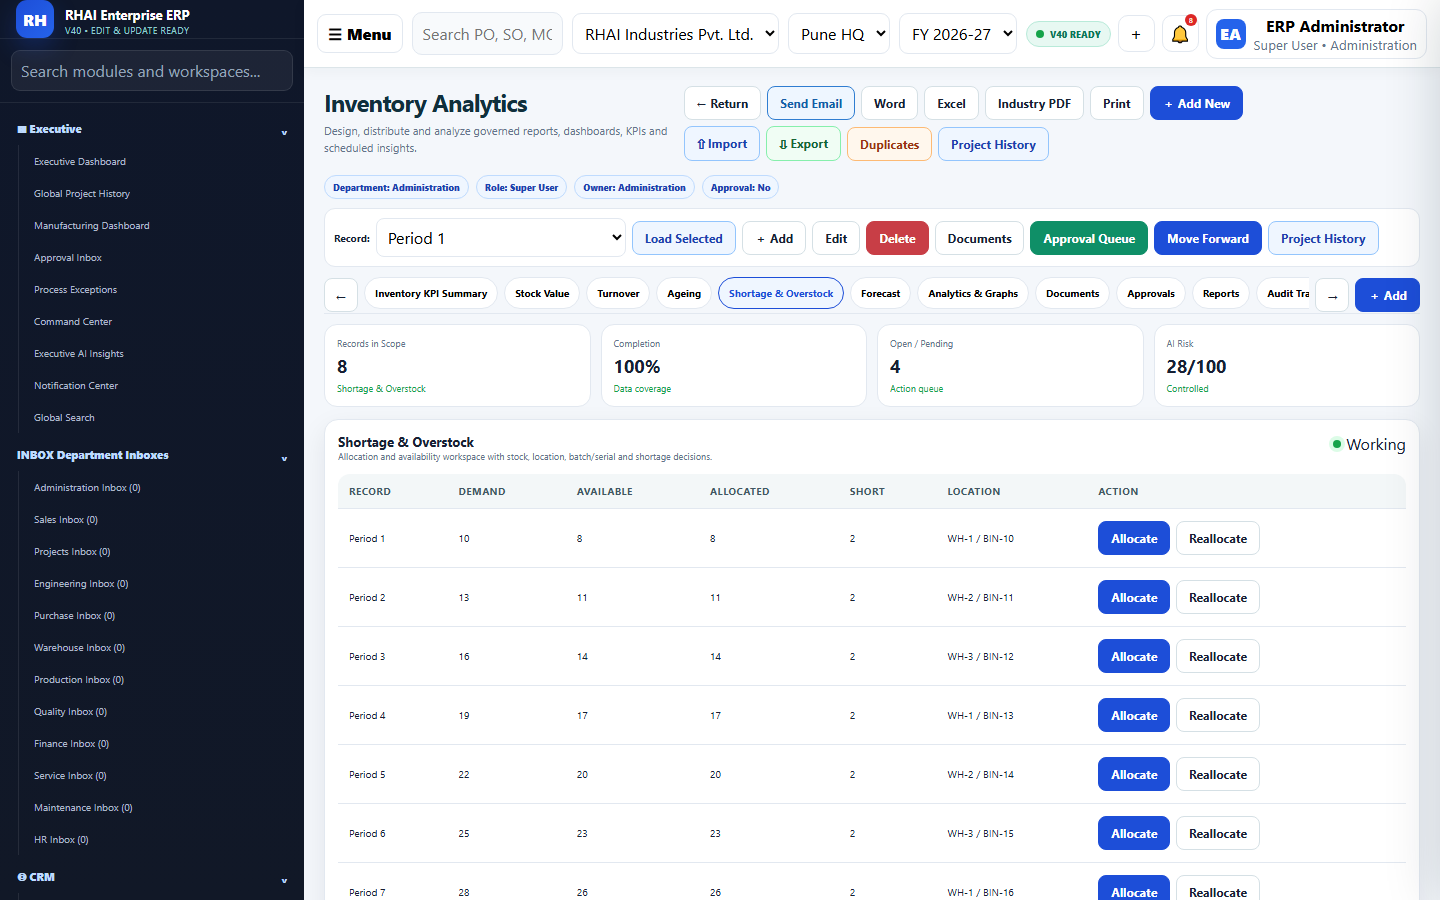 RH
RHAI Enterprise ERP
V40 • EDIT & UPDATE READY
Search modules and workspaces...
Executive
Executive Dashboard
Global Project History
Manufacturing Dashboard
Approval Inbox
Process Exceptions
Command Center
Executive AI Insights
Notification Center
Global Search
INBOX Department Inboxes
Administration Inbox (0)
Sales Inbox (0)
Projects Inbox (0)
Engineering Inbox (0)
Purchase Inbox (0)
Warehouse Inbox (0)
Production Inbox (0)
Quality Inbox (0)
Finance Inbox (0)
Service Inbox (0)
Maintenance Inbox (0)
HR Inbox (0)
CRM
☰ Menu
Search PO, SO, MO
RHAI Industries Pvt. Ltd.
Pune HQ
FY 2026-27
V40 READY
+
8
EA
ERP Administrator
Super User • Administration
Inventory Analytics
Design, distribute and analyze governed reports, dashboards, KPIs and
scheduled insights.
← Return
Send Email
Word
Excel
Industry PDF
Print
+ Add New
⇧ Import
⇩ Export
Duplicates
Project History
Department: Administration
Role: Super User
Owner: Administration
Approval: No
Record:
Period 1
Load Selected
+ Add
Edit
Delete
Documents
Approval Queue
Move Forward
Project History
←
Inventory KPI Summary
Stock Value
Turnover
Ageing
Shortage & Overstock
Forecast
Analytics & Graphs
Documents
Approvals
Reports
Audit Tra
→
+ Add
Records in Scope
8
Shortage & Overstock
Completion
100%
Data coverage
Open / Pending
4
Action queue
AI Risk
28/100
Controlled
Shortage & Overstock
Allocation and availability workspace with stock, location, batch/serial and shortage decisions.
Working
RECORD DEMAND AVAILABLE ALLOCATED SHORT LOCATION ACTION
Period 1 10 8 8 2 WH-1 / BIN-10 Allocate Reallocate
Period 2 13 11 11 2 WH-2 / BIN-11 Allocate Reallocate
Period 3 16 14 14 2 WH-3 / BIN-12 Allocate Reallocate
Period 4 19 17 17 2 WH-1 / BIN-13 Allocate Reallocate
Period 5 22 20 20 2 WH-2 / BIN-14 Allocate Reallocate
Period 6 25 23 23 2 WH-3 / BIN-15 Allocate Reallocate
Period 7 28 26 26 2 WH-1 / BIN-16 Allocate Reallocate